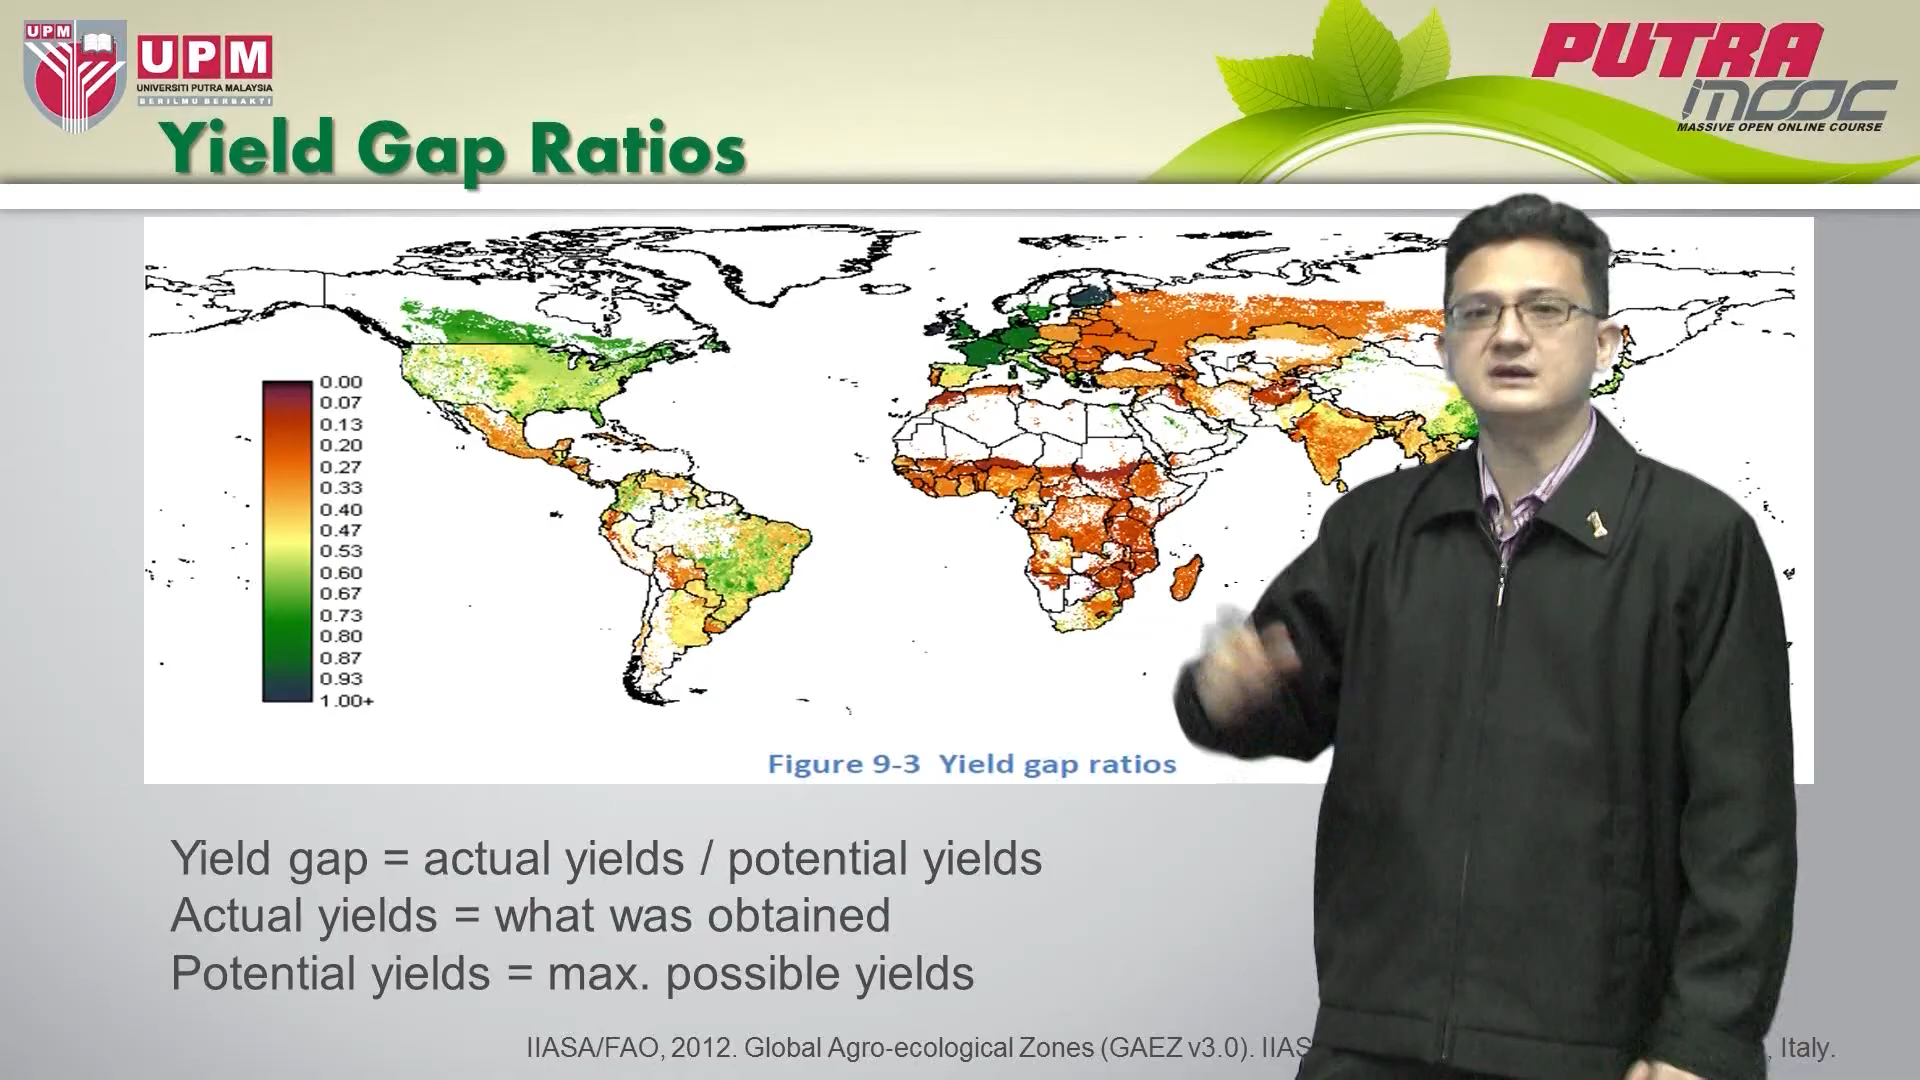 UPM
UPM
UNIVERSITI PUTRA MALAYSIA
BERILMU BERBAKTI
PUTRA
mooc
MASSIVE OPEN ONLINE COURSE
Yield Gap Ratios
0.00
0.07
0.13
0.20
0.27
0.33
0.40
0.47
0.53
0.60
0.67
0.73
0.80
0.87
0.93
1.00+
Figure 9-3 Yield gap ratios
Yield gap = actual yields / potential yields
Actual yields = what was obtained
Potential yields = max. possible yields
IIASA/FAO, 2012. Global Agro-ecological Zones (GAEZ v3.0). , Italy.